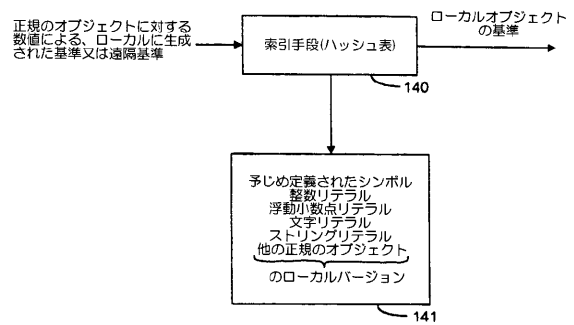 正規のオブジェクトに対する
数値による、ローカルに生成
された基準又は遠隔基準
索引手段(ハッシュ表)
140
ローカルオブジェクト
の基準
予じめ定義されたシンボル
整数リテラル
浮動小数点リテラル
文字リテラル
ストリングリテラル
他の正規のオブジェクト
のローカルバージョン
141